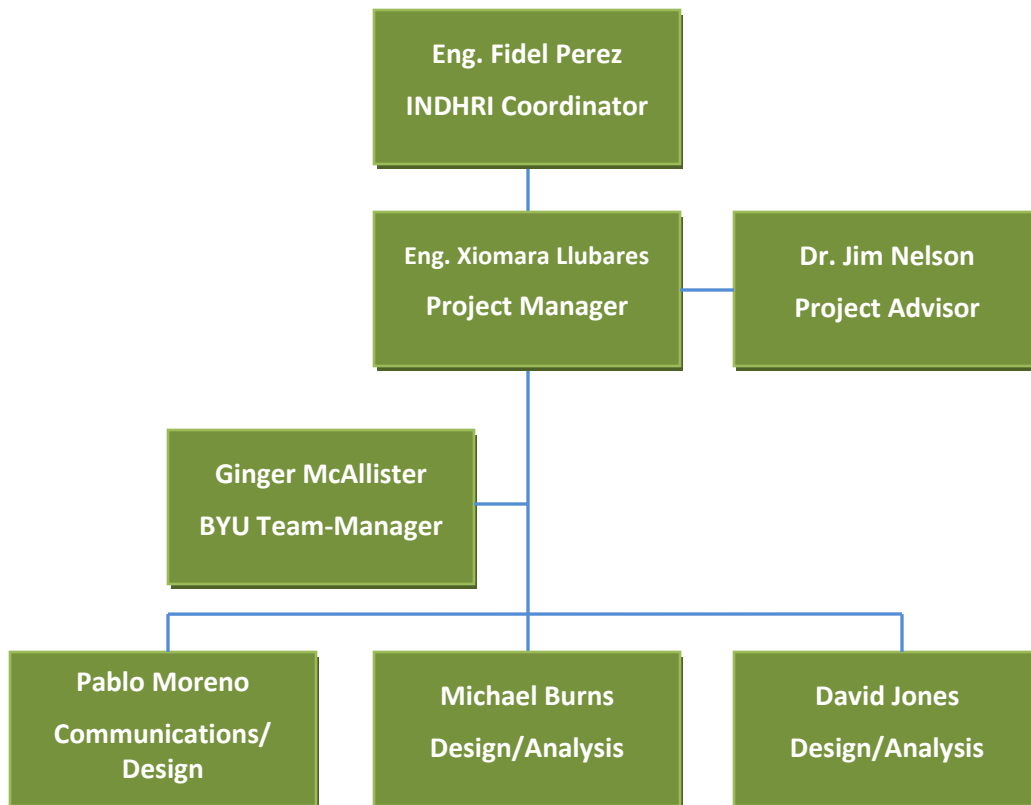 Eng. Fidel Perez
INDHRI Coordinator
Eng. Xiomara Llubares
Project Manager
Dr. Jim Nelson
Project Advisor
Ginger McAllister
BYU Team-Manager
Pablo Moreno
Communications/
Design
Michael Burns
Design/Analysis
David Jones
Design/Analysis